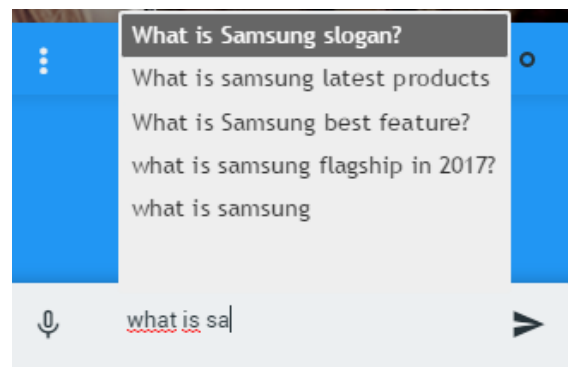 What is Samsung slogan?
What is samsung latest products
What is Samsung best feature?
what is samsung flagship in 2017?
what is samsung
what is sa